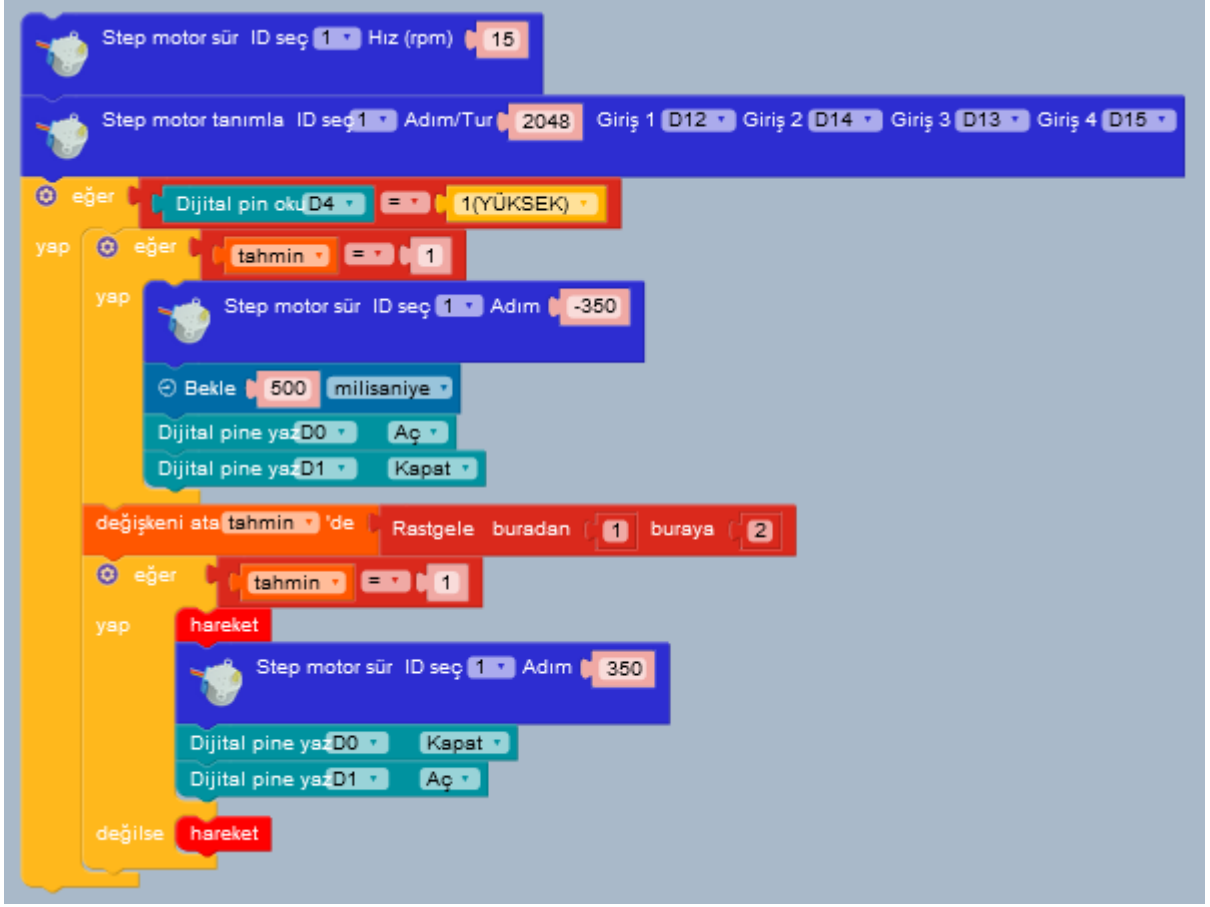 Step motor sür ID seç 1 Hız (rpm) 15
Step motor tanımla ID seç 1 Adım/Tur 2048 Giriş 1 D12 Giriş 2 D14 Giriş 3 D13 Giriş 4 D15
eğer Dijital pin oku D4 = 1(YÜKSEK)
yap eğer tahmin = 1
yap Step motor sür ID seç 1 Adım -350
Bekle 500 milisaniye
Dijital pine yaz D0 Aç
Dijital pine yaz D1 Kapat
değişkeni ata tahmin 'de Rastgele buradan 1 buraya 2
eğer tahmin = 1
yap hareket
Step motor sür ID seç 1 Adım 350
Dijital pine yaz D0 Kapat
Dijital pine yaz D1 Aç
değilse hareket